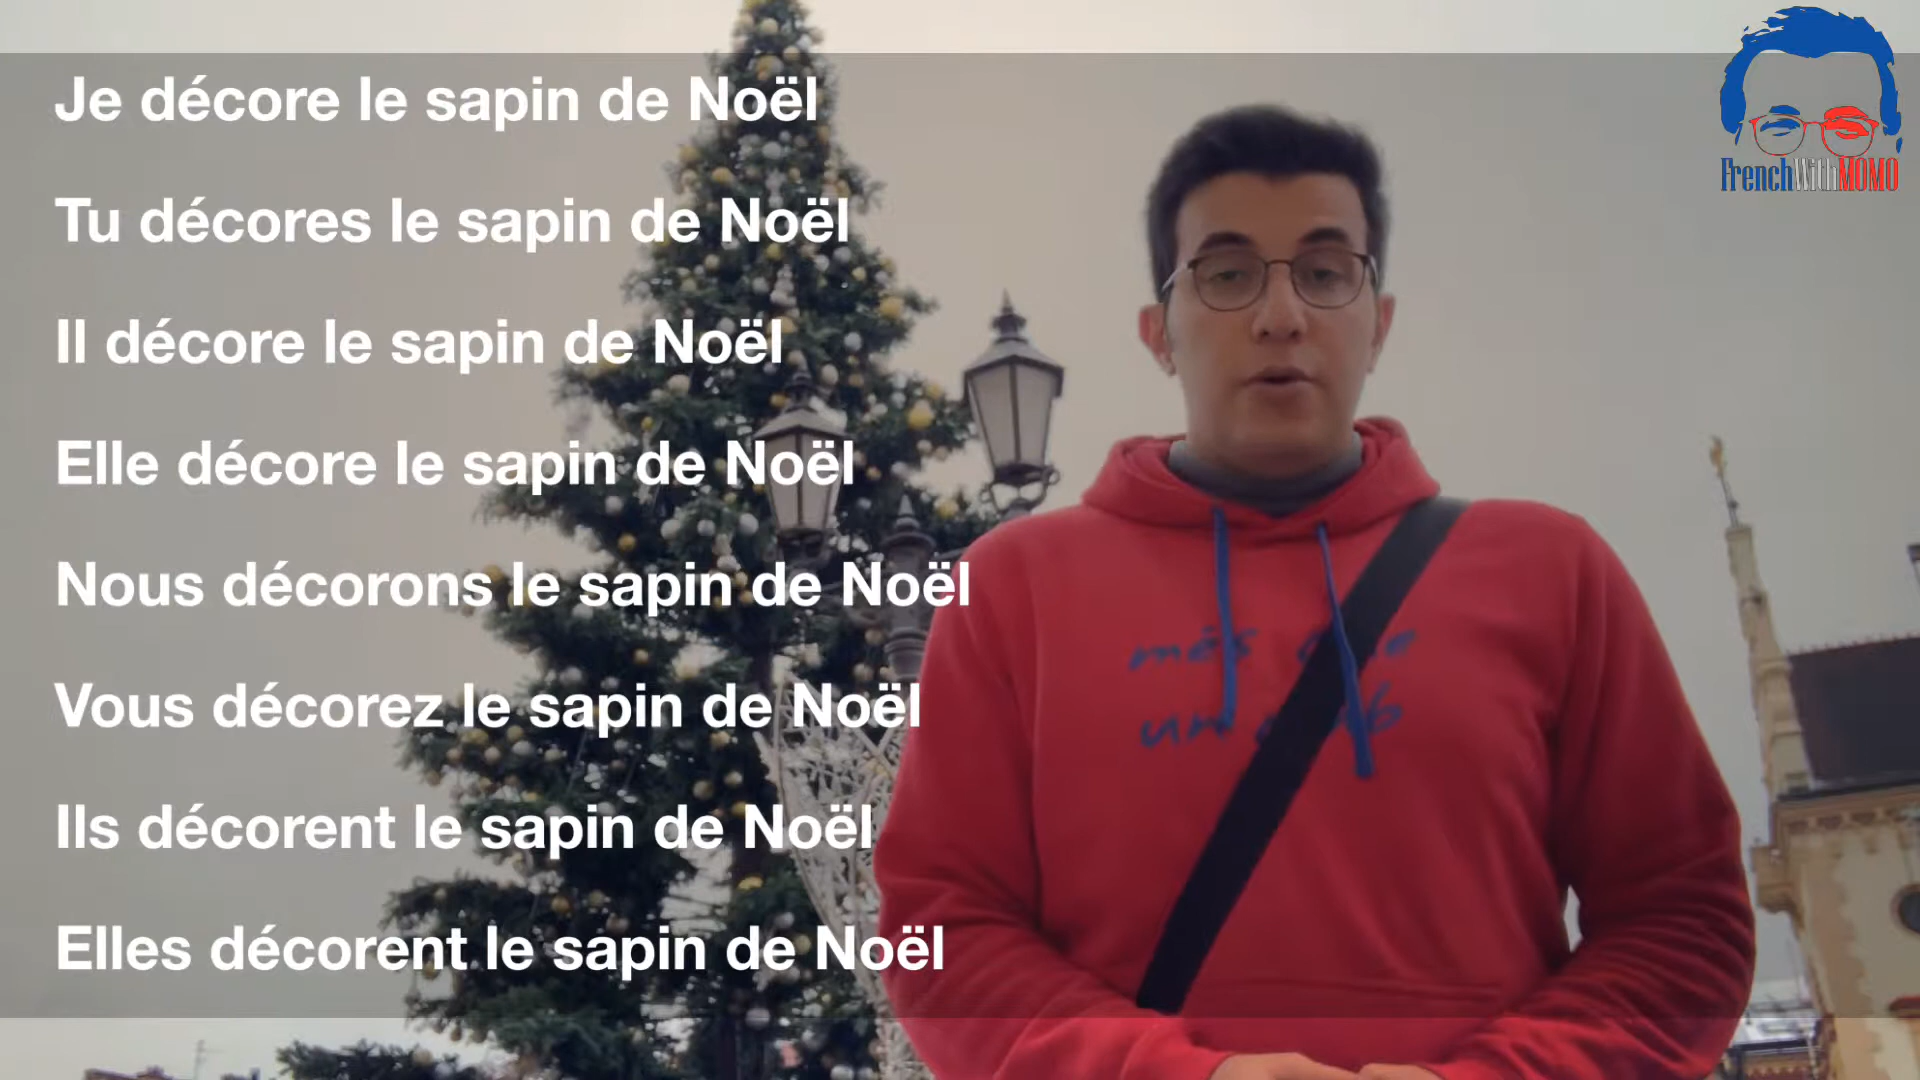 Je décore le sapin de Noël
Tu décores le sapin de Noël
Il décore le sapin de Noël
Elle décore le sapin de Noël
Nous décorons le sapin de Noël
Vous décorez le sapin de Noël
Ils décorent le sapin de Noël
Elles décorent le sapin de Noël
FrenchWithMOMO
més
un